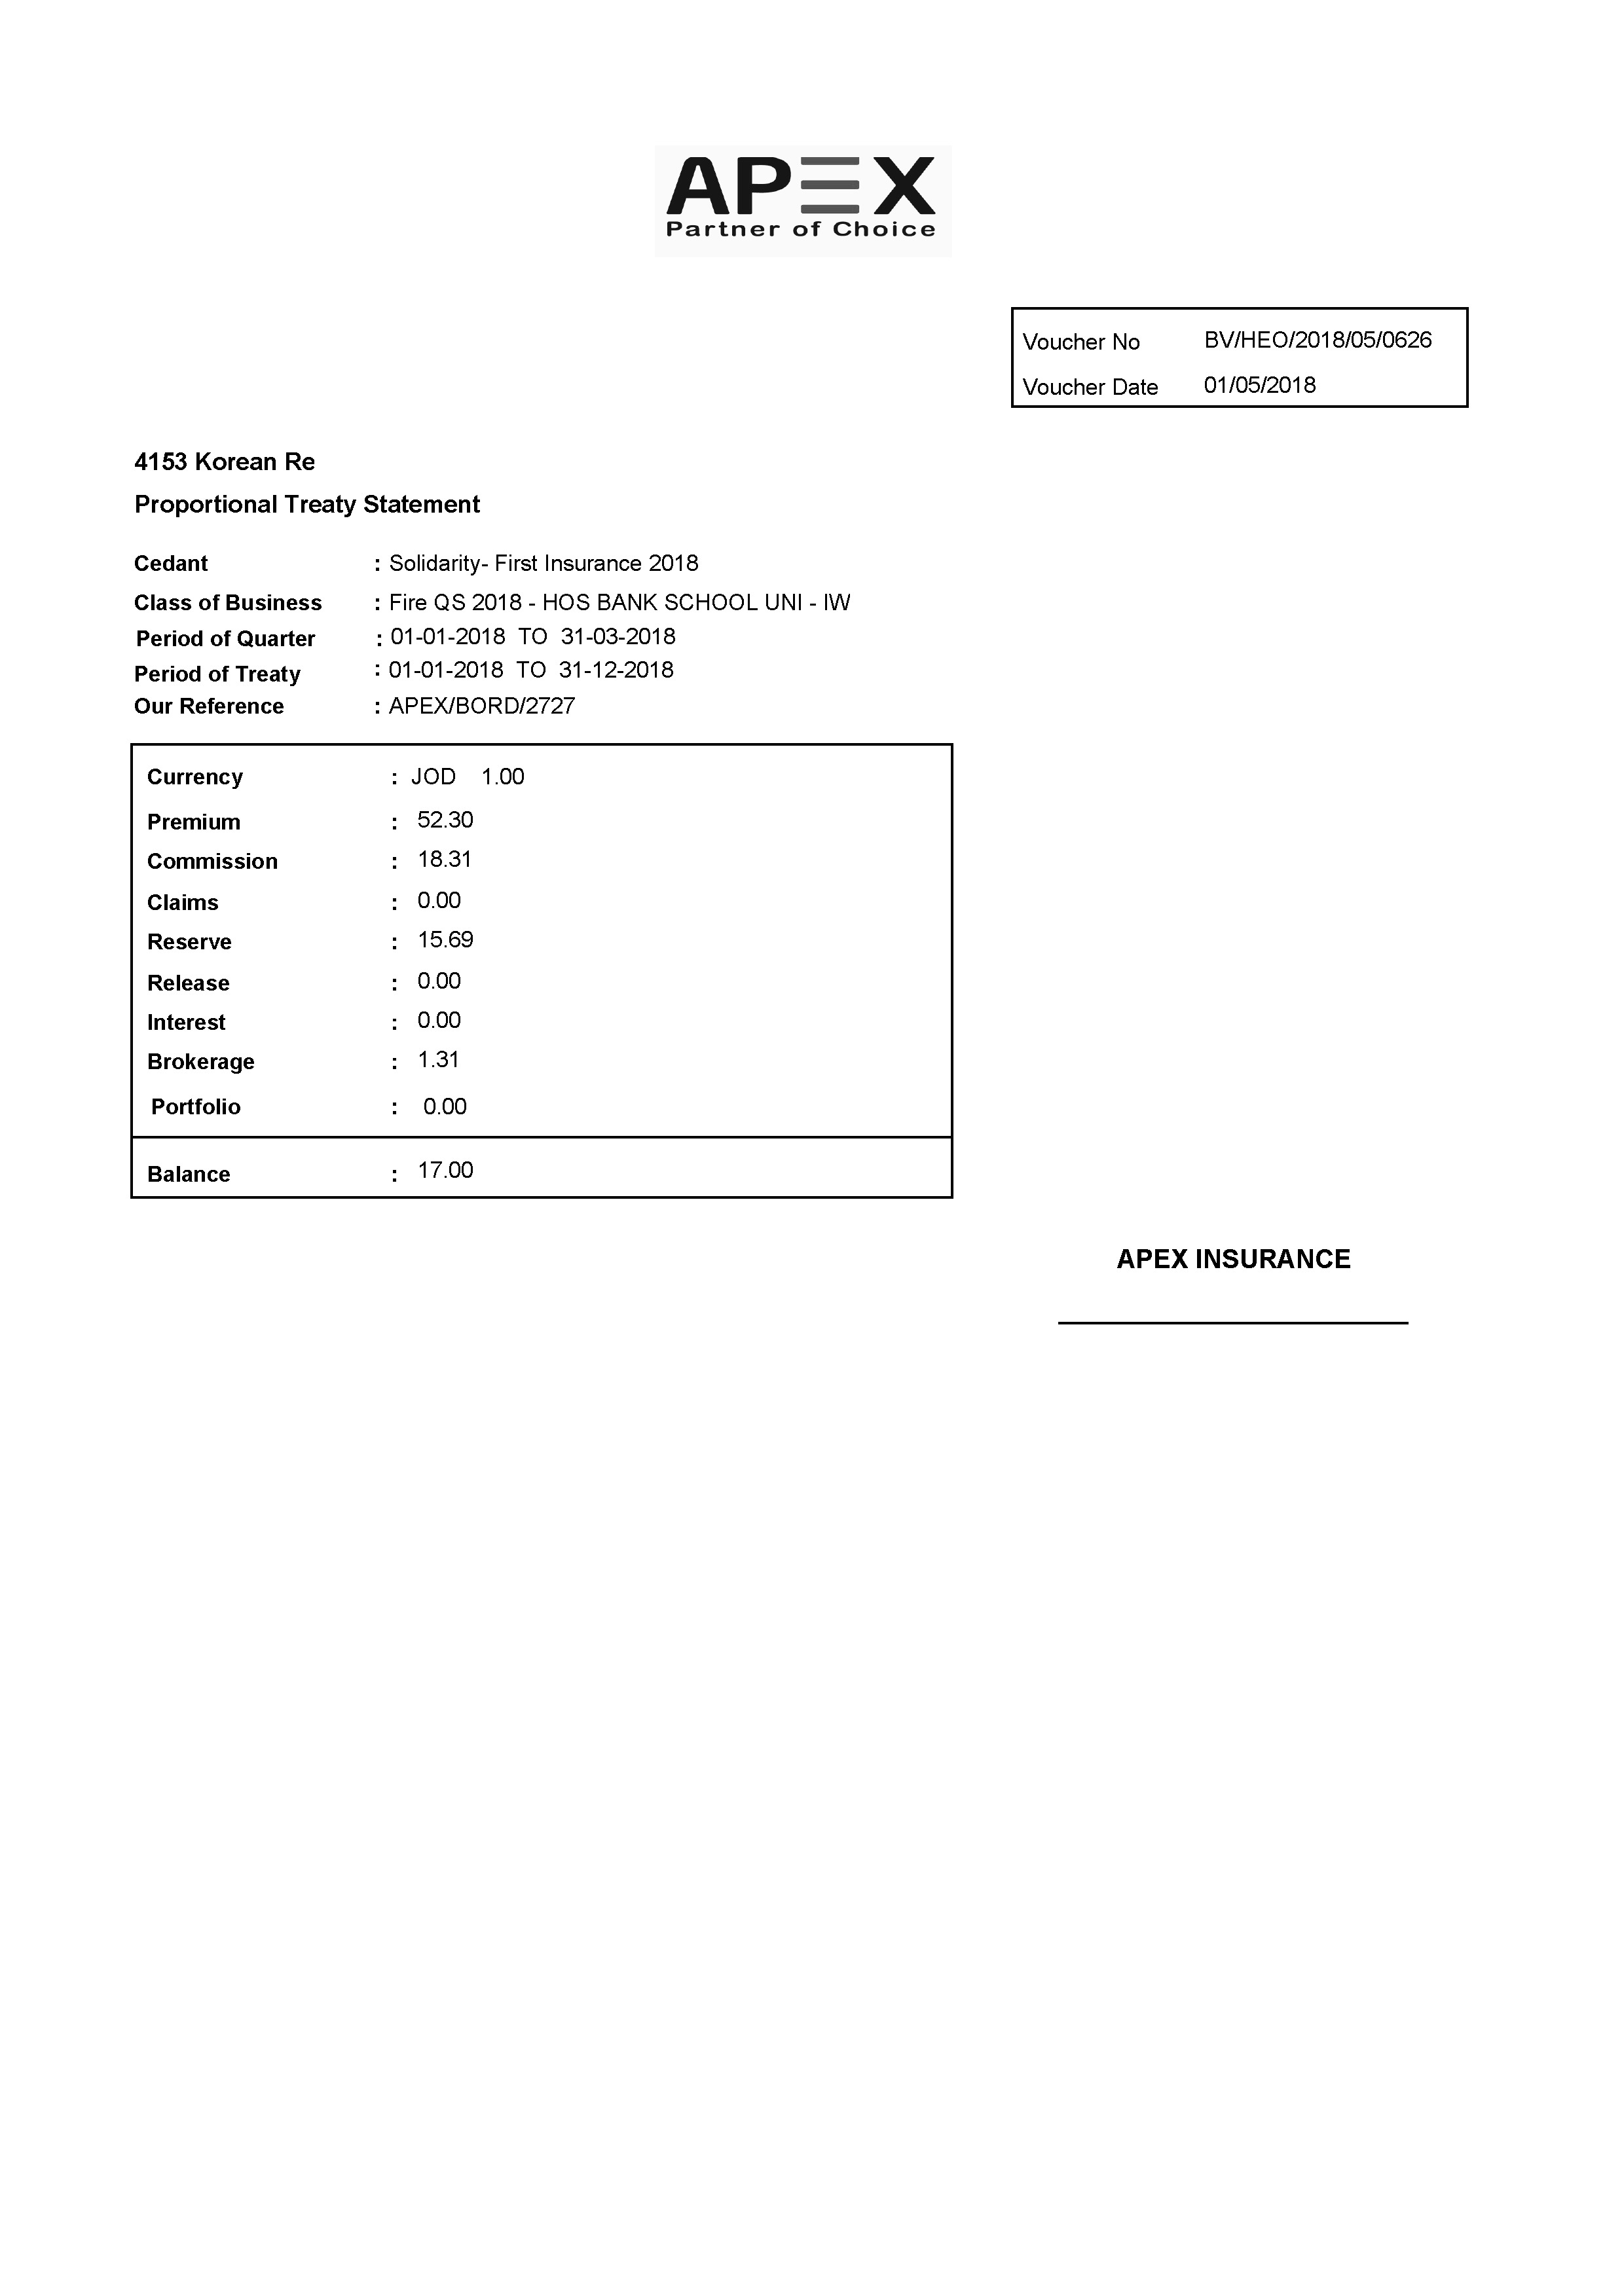 APEX
Partner of Choice
Voucher No BV/HEO/2018/05/0626
Voucher Date 01/05/2018
4153 Korean Re
Proportional Treaty Statement
Cedant : Solidarity- First Insurance 2018
Class of Business : Fire QS 2018 - HOS BANK SCHOOL UNI - IW
Period of Quarter : 01-01-2018 TO 31-03-2018
Period of Treaty : 01-01-2018 TO 31-12-2018
Our Reference : APEX/BORD/2727
Currency : JOD 1.00
Premium : 52.30
Commission : 18.31
Claims : 0.00
Reserve : 15.69
Release : 0.00
Interest : 0.00
Brokerage : 1.31
Portfolio : 0.00
Balance : 17.00
APEX INSURANCE